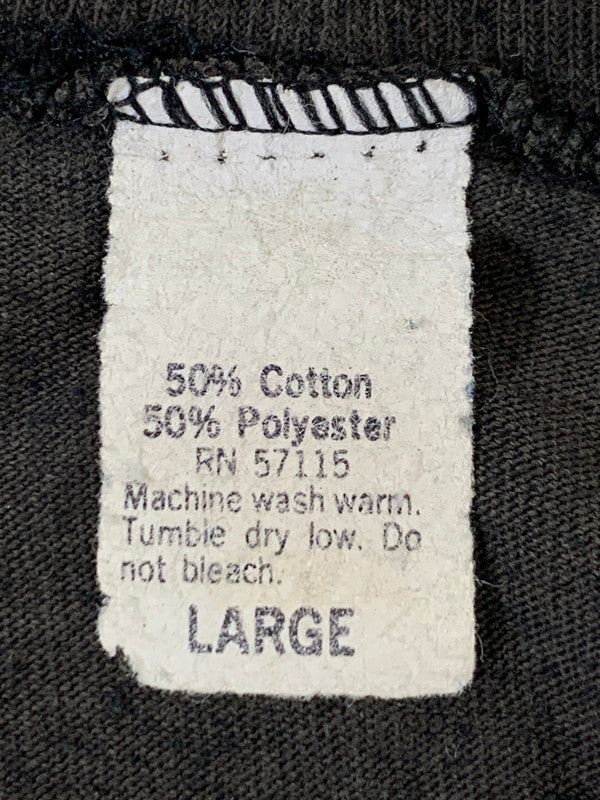 50% Cotton
50% Polyester
RN 57115
Machine wash warm.
Tumble dry low. Do
not bleach.
LARGE